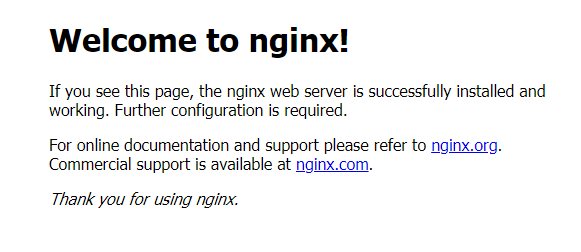 Welcome to nginx!
If you see this page, the nginx web server is successfully installed and
working. Further configuration is required.
For online documentation and support please refer to nginx.org.
Commercial support is available at nginx.com.
Thank you for using nginx.